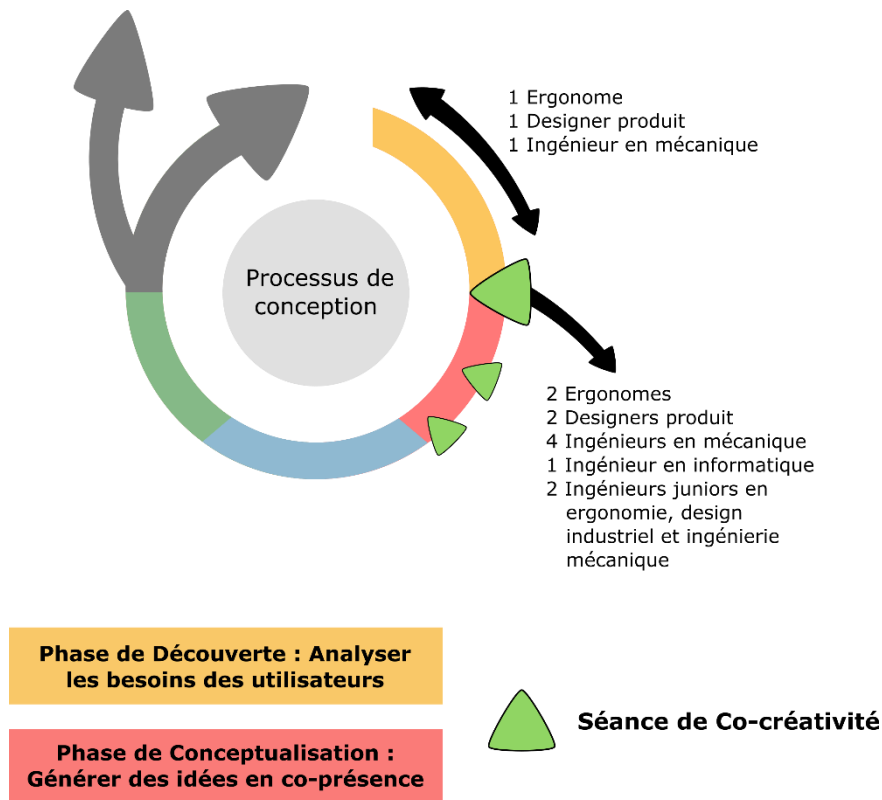 1 Ergonome
1 Designer produit
1 Ingénieur en mécanique
Processus de
conception
2 Ergonomes
2 Designers produit
4 Ingénieurs en mécanique
1 Ingénieur en informatique
2 Ingénieurs juniors en
ergonomie, design
industriel et ingénierie
mécanique
Phase de Découverte : Analyser
les besoins des utilisateurs
Séance de Co-créativité
Phase de Conceptualisation :
Générer des idées en co-présence